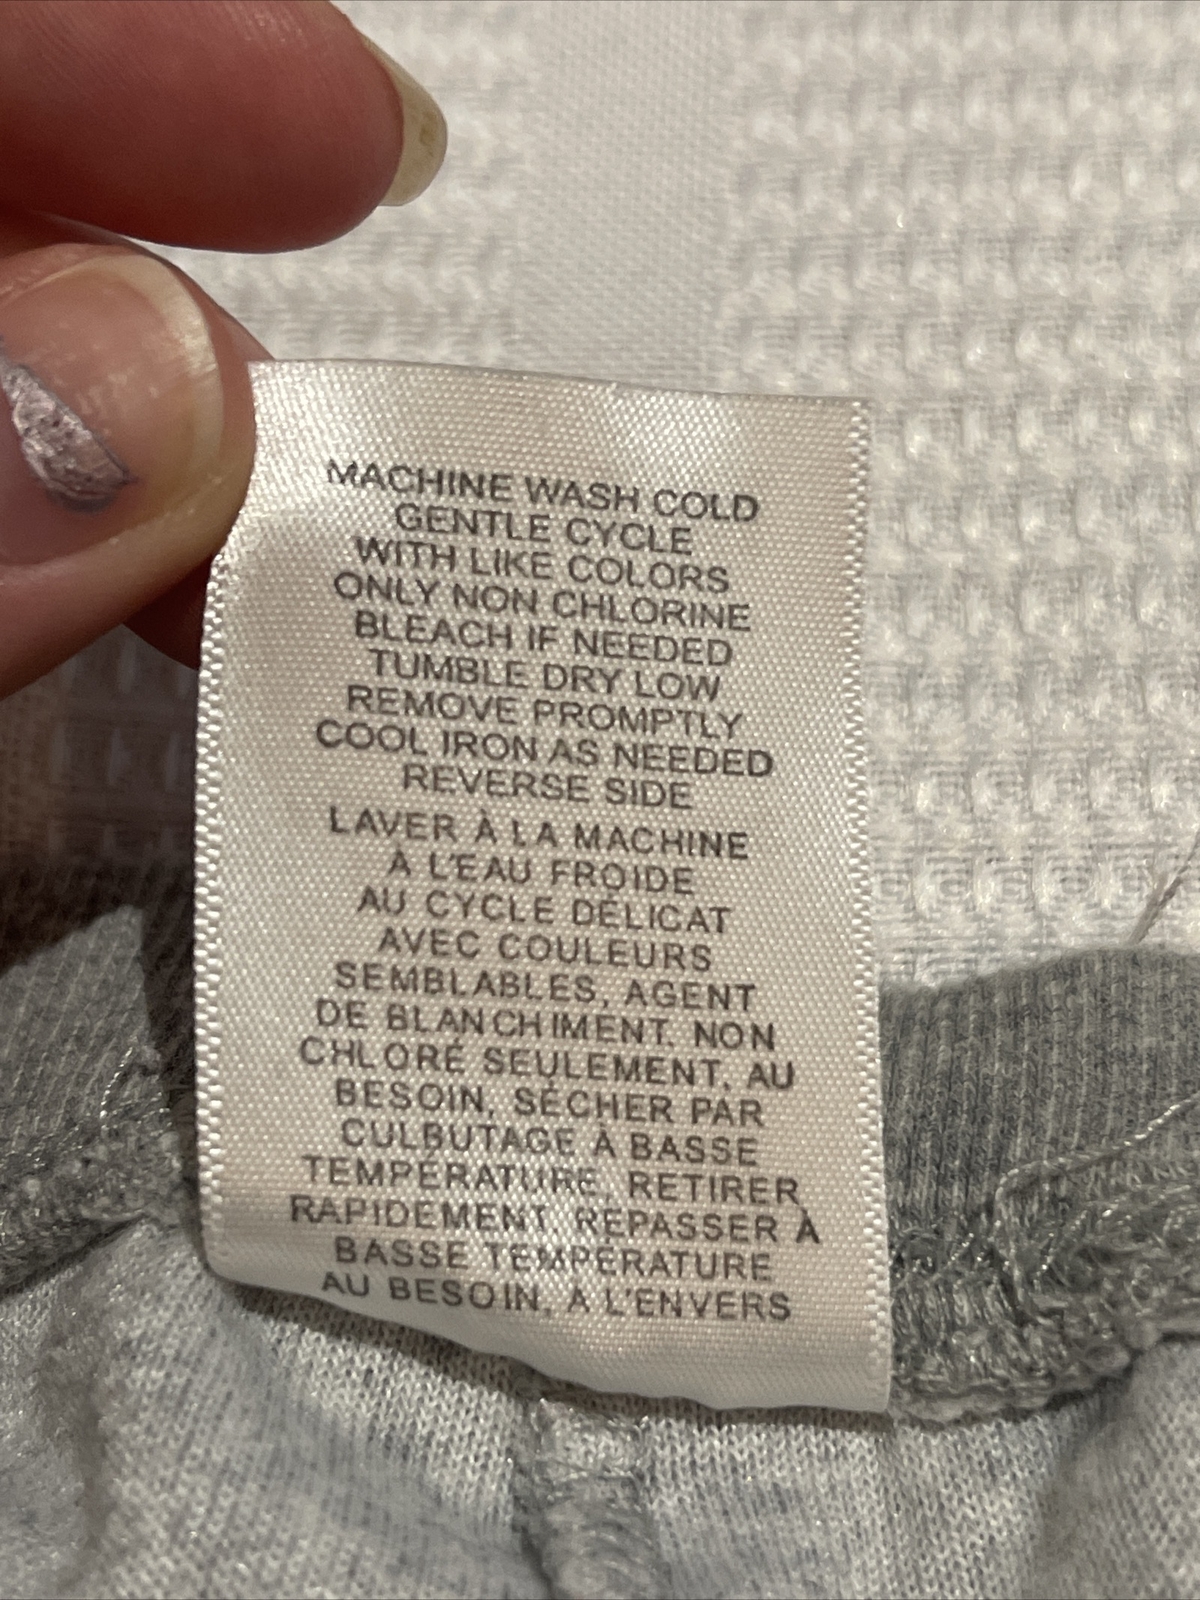 MACHINE WASH COLD
GENTLE CYCLE
WITH LIKE COLORS
ONLY NON CHLORINE
BLEACH IF NEEDED
TUMBLE DRY LOW
REMOVE PROMPTLY
COOL IRON AS NEEDED
REVERSE SIDE
LAVER À LA MACHINE
À L'EAU FROIDE
AU CYCLE DÉLICAT
AVEC COULEURS
SEMBLABLES, AGENT
DE BLANCHIMENT. NON
CHLORÉ SEULEMENT, AU
BESOIN, SÉCHER PAR
CULBUTAGE À BASSE
TEMPÉRATURE, RETIRER
RAPIDEMENT, REPASSER À
BASSE TEMPÉRATURE
AU BESOIN, À L'ENVERS